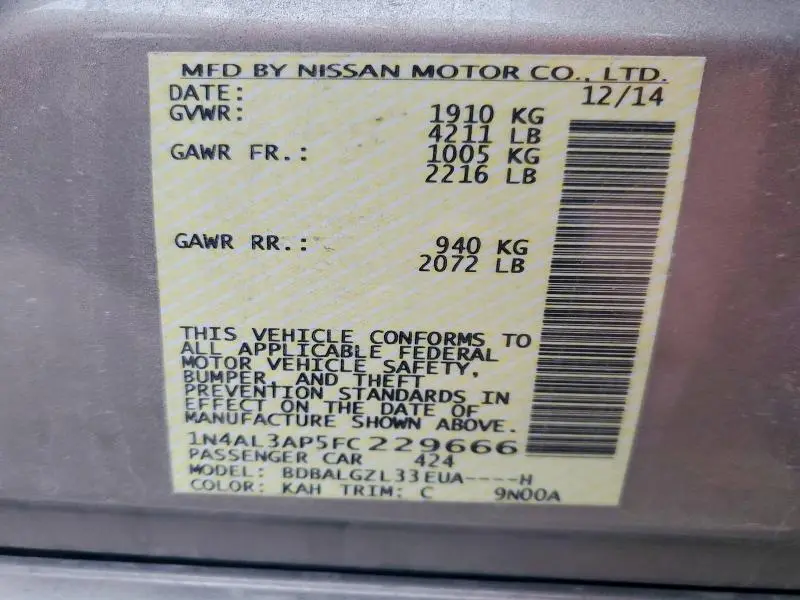 MFD BY NISSAN MOTOR CO., LTD.
DATE: 12/14
GVWR: 1910 KG
4211 LB
GAWR FR.: 1005 KG
2216 LB
GAWR RR.: 940 KG
2072 LB
THIS VEHICLE CONFORMS TO
ALL APPLICABLE FEDERAL
MOTOR VEHICLE SAFETY,
BUMPER, AND THEFT
PREVENTION STANDARDS IN
EFFECT ON THE DATE OF
MANUFACTURE SHOWN ABOVE.
1N4AL3AP5FC229666
PASSENGER CAR 424
MODEL: BDBALGZL33EUA----H
COLOR: KAH TRIM: C 9N00A